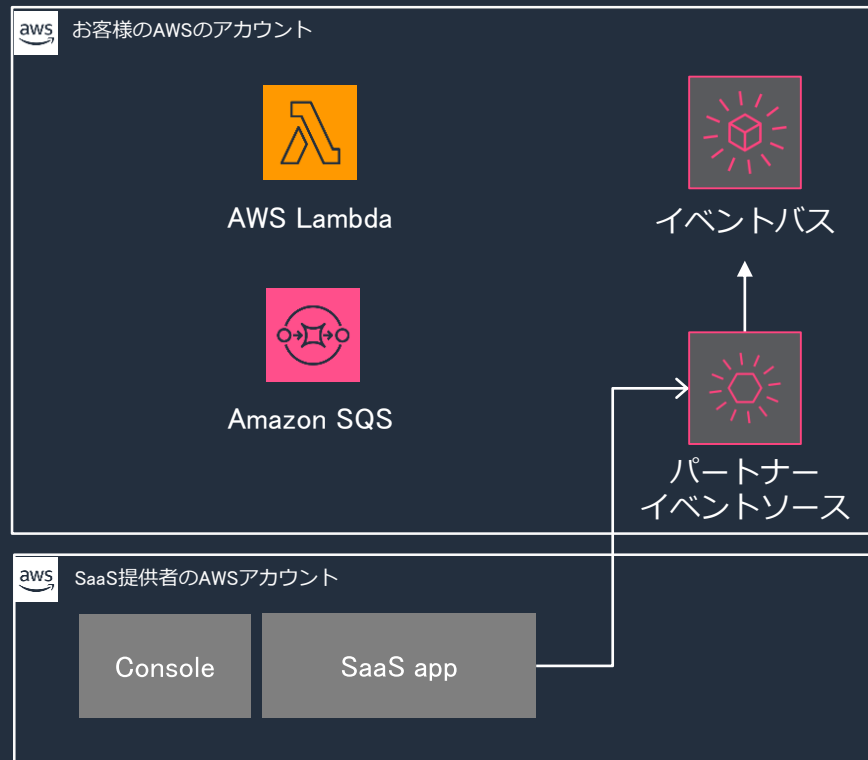 aws お客様のAWSのアカウント
AWS Lambda
イベントバス
Amazon SQS
パートナー
イベントソース
aws SaaS提供者のAWSアカウント
Console
SaaS app